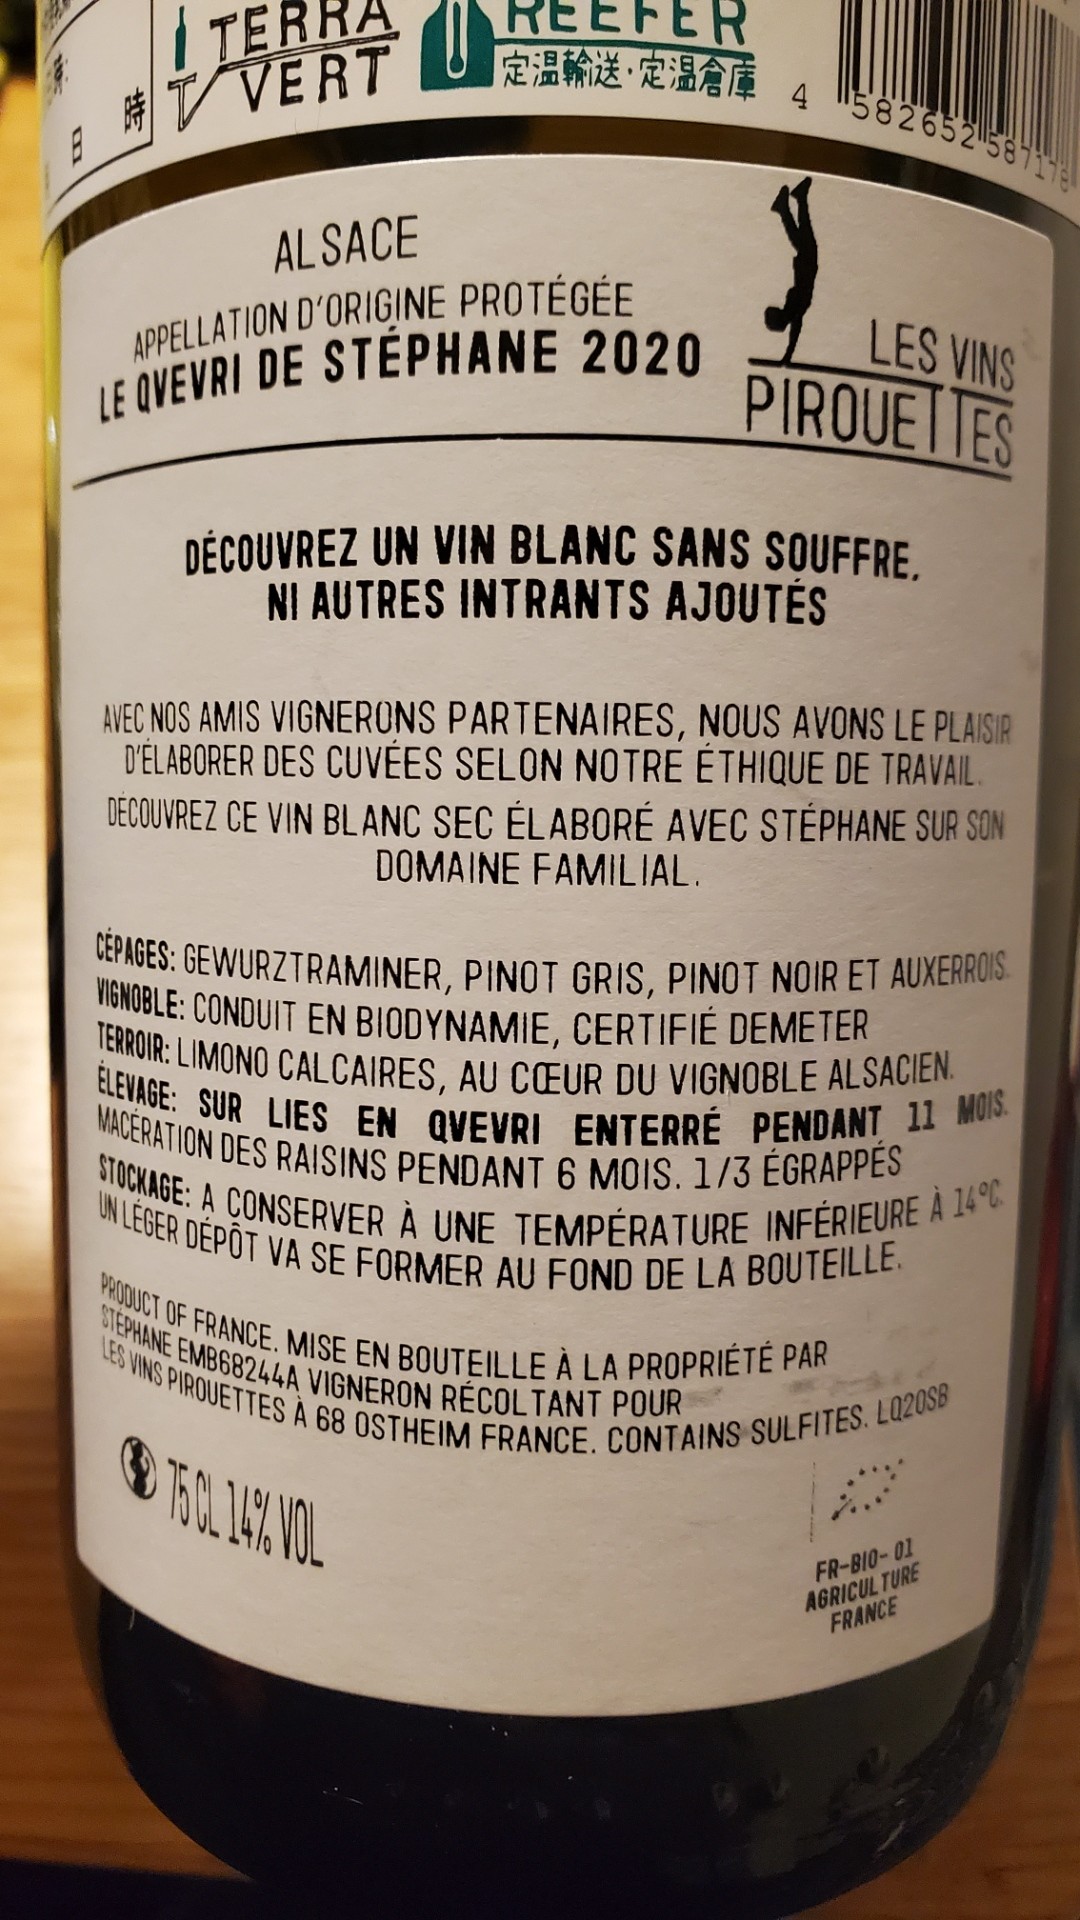 時
日 時
TERRA
VERT
REEFER
定温輸送・定温倉庫
4 582652 587178
ALSACE
APPELLATION D'ORIGINE PROTÉGÉE
LE QVEVRI DE STÉPHANE 2020
LES VINS
PIROUETTES
DÉCOUVREZ UN VIN BLANC SANS SOUFFRE,
NI AUTRES INTRANTS AJOUTÉS
AVEC NOS AMIS VIGNERONS PARTENAIRES, NOUS AVONS LE PLAISIR
D'ÉLABORER DES CUVÉES SELON NOTRE ÉTHIQUE DE TRAVAIL.
DÉCOUVREZ CE VIN BLANC SEC ÉLABORÉ AVEC STÉPHANE SUR SON
DOMAINE FAMILIAL.
CÉPAGES: GEWURZTRAMINER, PINOT GRIS, PINOT NOIR ET AUXERROIS.
VIGNOBLE: CONDUIT EN BIODYNAMIE, CERTIFIÉ DEMETER
TERROIR: LIMONO CALCAIRES, AU CŒUR DU VIGNOBLE ALSACIEN.
ÉLEVAGE: SUR LIES EN QVEVRI ENTERRÉ PENDANT 11 MOIS.
MACÉRATION DES RAISINS PENDANT 6 MOIS. 1/3 ÉGRAPPÉS
STOCKAGE: A CONSERVER À UNE TEMPÉRATURE INFÉRIEURE À 14°C.
UN LÉGER DÉPÔT VA SE FORMER AU FOND DE LA BOUTEILLE.
PRODUCT OF FRANCE. MISE EN BOUTEILLE À LA PROPRIÉTÉ PAR
STÉPHANE EMB68244A VIGNERON RÉCOLTANT POUR
LES VINS PIROUETTES À 68 OSTHEIM FRANCE. CONTAINS SULFITES. LQ20SB
75 CL 14% VOL
FR-BIO-01
AGRICULTURE
FRANCE